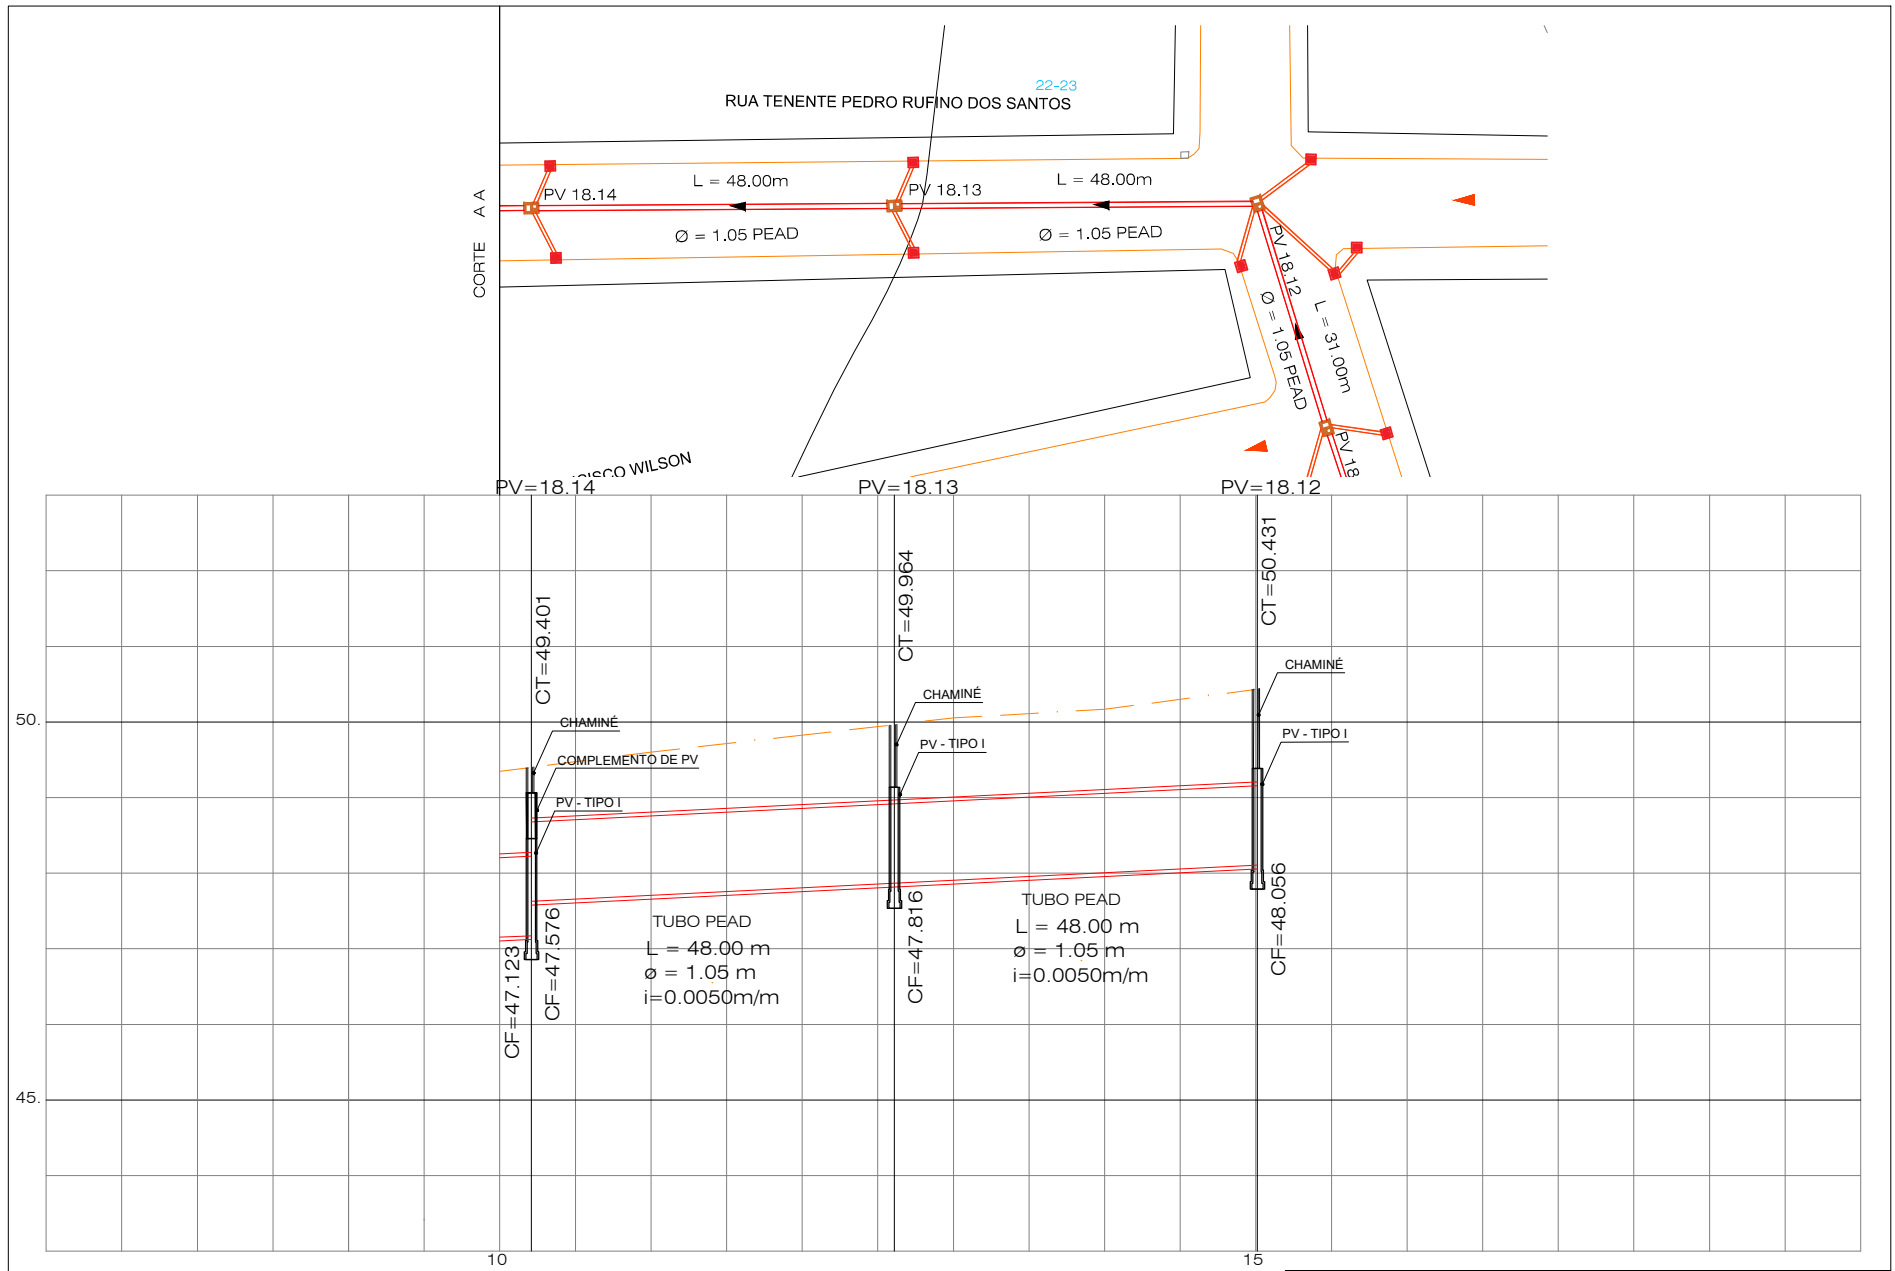 22-23
RUA TENENTE PEDRO RUFINO DOS SANTOS
CORTE A A
PV 18.14
L = 48.00m
Ø = 1.05 PEAD
PV 18.13
L = 48.00m
Ø = 1.05 PEAD
PV 18.12
Ø = 1.05 PEAD
L = 31.00m
PV 18
WILSON
PV=18.14
PV=18.13
PV=18.12
CT=49.401
CT=49.964
CT=50.431
CHAMINÉ
COMPLEMENTO DE PV
PV - TIPO I
CHAMINÉ
PV - TIPO I
CHAMINÉ
PV - TIPO I
50.
45.
CF=47.123
CF=47.576
TUBO PEAD
L = 48.00 m
ø = 1.05 m
i=0.0050m/m
CF=47.816
TUBO PEAD
L = 48.00 m
ø = 1.05 m
i=0.0050m/m
CF=48.056
10
15